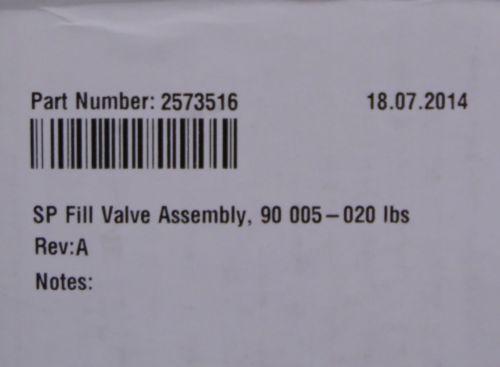 Part Number: 2573516 18.07.2014
SP Fill Valve Assembly, 90 005–020 lbs
Rev:A
Notes: